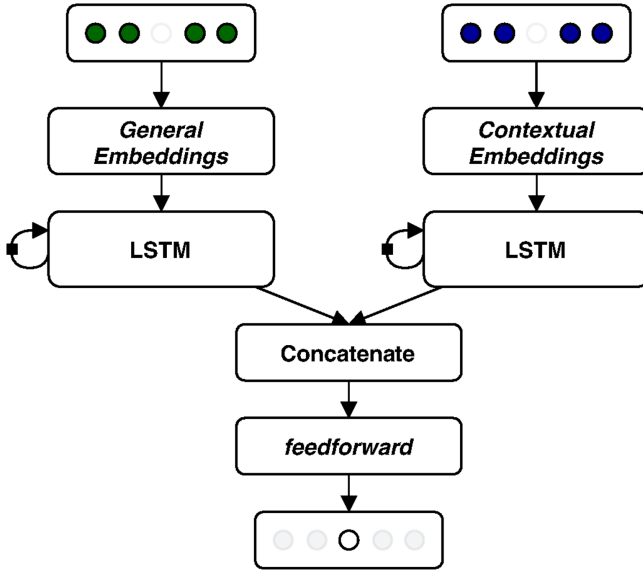 General
Embeddings
Contextual
Embeddings
LSTM
LSTM
Concatenate
feedforward